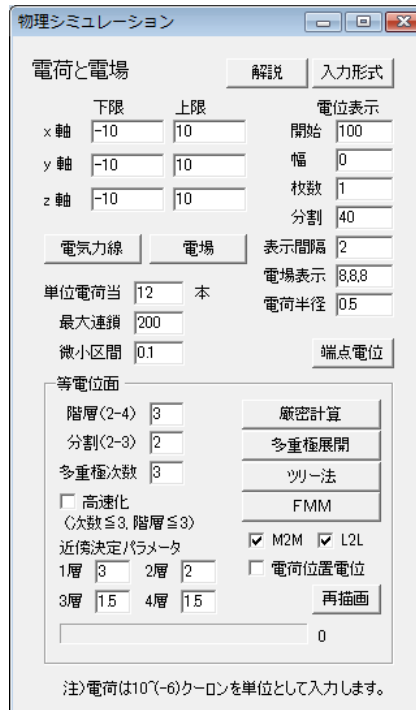 物理シミュレーション
電荷と電場 解説 入力形式
下限 上限 電位表示
x 軸 -10 10 開始 100
y 軸 -10 10 幅 0
z 軸 -10 10 枚数 1
分割 40
電気力線 電場 表示間隔 2
電場表示 8,8,8
単位電荷当 12 本 電荷半径 0.5
最大連鎖 200
微小区間 0.1 端点電位
等電位面
階層(2-4) 3 厳密計算
分割(2-3) 2 多重極展開
多重極次数 3 ツリー法
高速化 FMM
(次数≦3, 階層≦3)
近傍決定パラメータ M2M L2L
1層 3 2層 2 電荷位置電位
3層 1.5 4層 1.5 再描画
0
注)電荷は10^(-6)クーロンを単位として入力します。